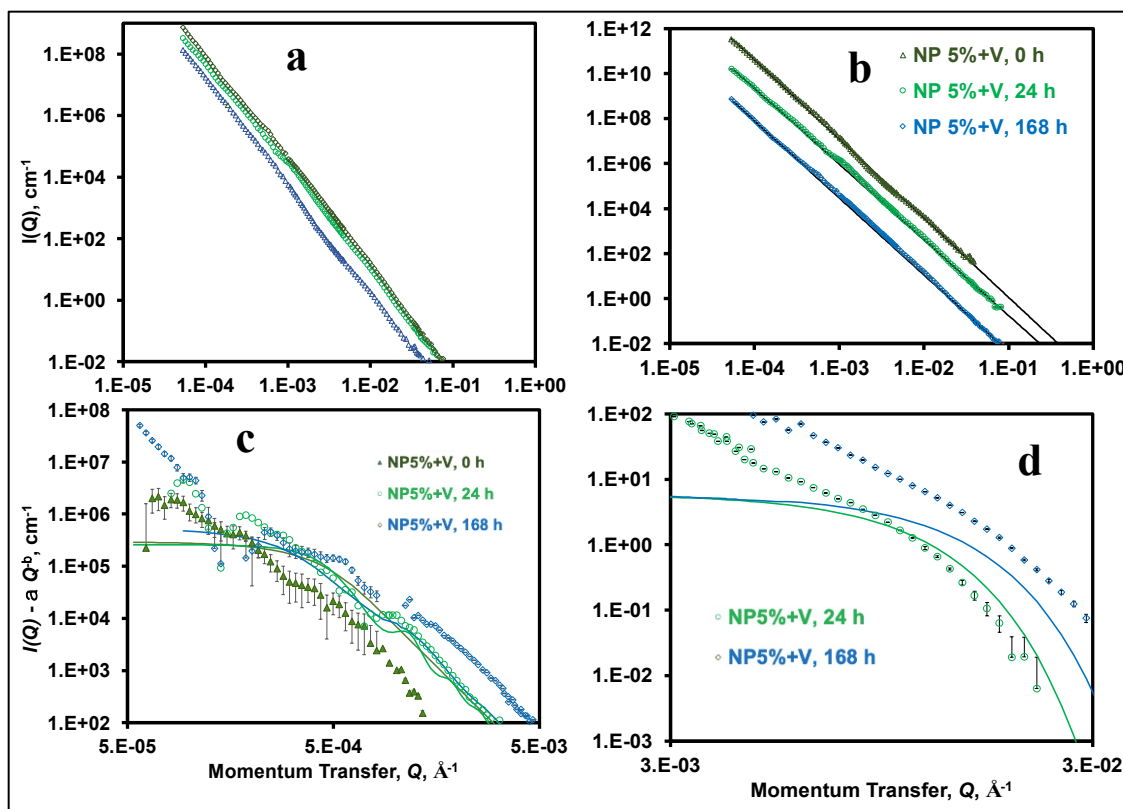 a
I(Q), cm-1
1.E+08
1.E+06
1.E+04
1.E+02
1.E+00
1.E-02
1.E-05 1.E-04 1.E-03 1.E-02 1.E-01 1.E+00
b
NP 5%+V, 0 h
NP 5%+V, 24 h
NP 5%+V, 168 h
1.E+12
1.E+10
1.E+08
1.E+06
1.E+04
1.E+02
1.E+00
1.E-02
1.E-05 1.E-04 1.E-03 1.E-02 1.E-01 1.E+00
c
I(Q) - a Q-b, cm-1
NP5%+V, 0 h
NP5%+V, 24 h
NP5%+V, 168 h
1.E+08
1.E+07
1.E+06
1.E+05
1.E+04
1.E+03
1.E+02
5.E-05 5.E-04 5.E-03
Momentum Transfer, Q, Å-1
d
1.E+02
1.E+01
1.E+00
1.E-01
1.E-02
1.E-03
NP5%+V, 24 h
NP5%+V, 168 h
3.E-03 3.E-02
Momentum Transfer, Q, Å-1